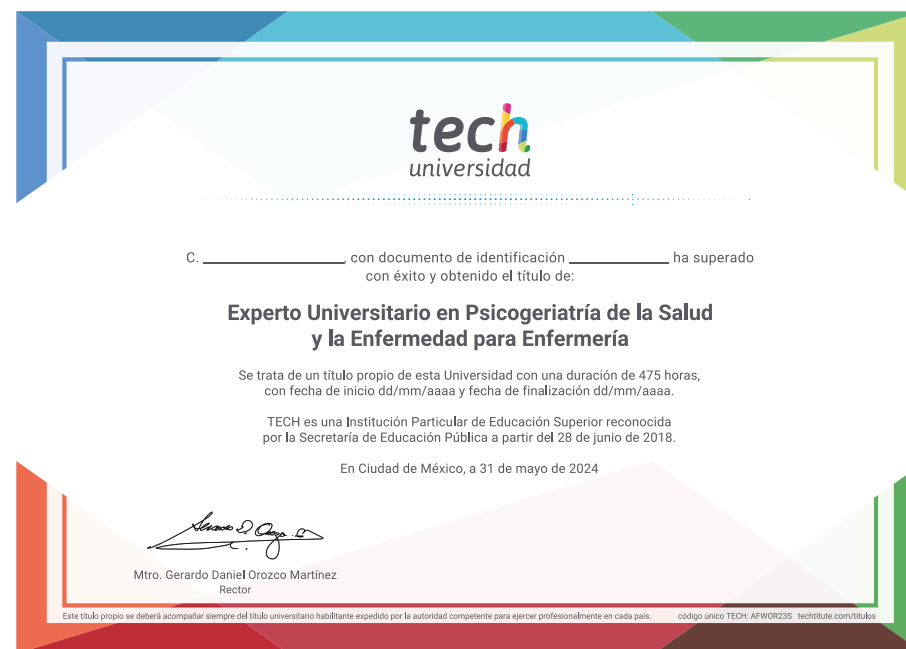 tech
universidad
C. ____________, con documento de identificación ____________ ha superado
con éxito y obtenido el título de:
Experto Universitario en Psicogeriatría de la Salud
y la Enfermedad para Enfermería
Se trata de un título propio de esta Universidad con una duración de 475 horas,
con fecha de inicio dd/mm/aaaa y fecha de finalización dd/mm/aaaa.
TECH es una Institución Particular de Educación Superior reconocida
por la Secretaría de Educación Pública a partir del 28 de junio de 2018.
En Ciudad de México, a 31 de mayo de 2024
Mtro. Gerardo Daniel Orozco Martínez
Rector
Este título propio se deberá acompañar siempre del título universitario habilitante expedido por la autoridad competente para ejercer profesionalmente en cada país. código único TECH: AFWOR23S techtitute.com/titulos